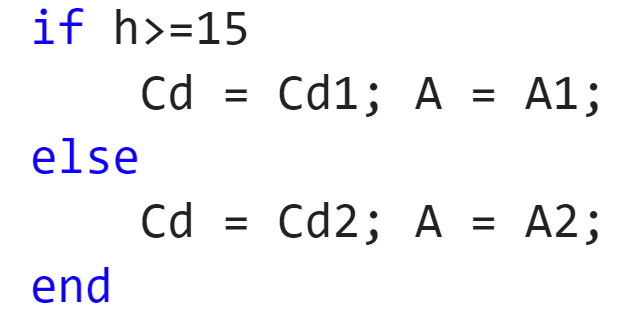 if h>=15
    Cd = Cd1; A = A1;
else
    Cd = Cd2; A = A2;
end